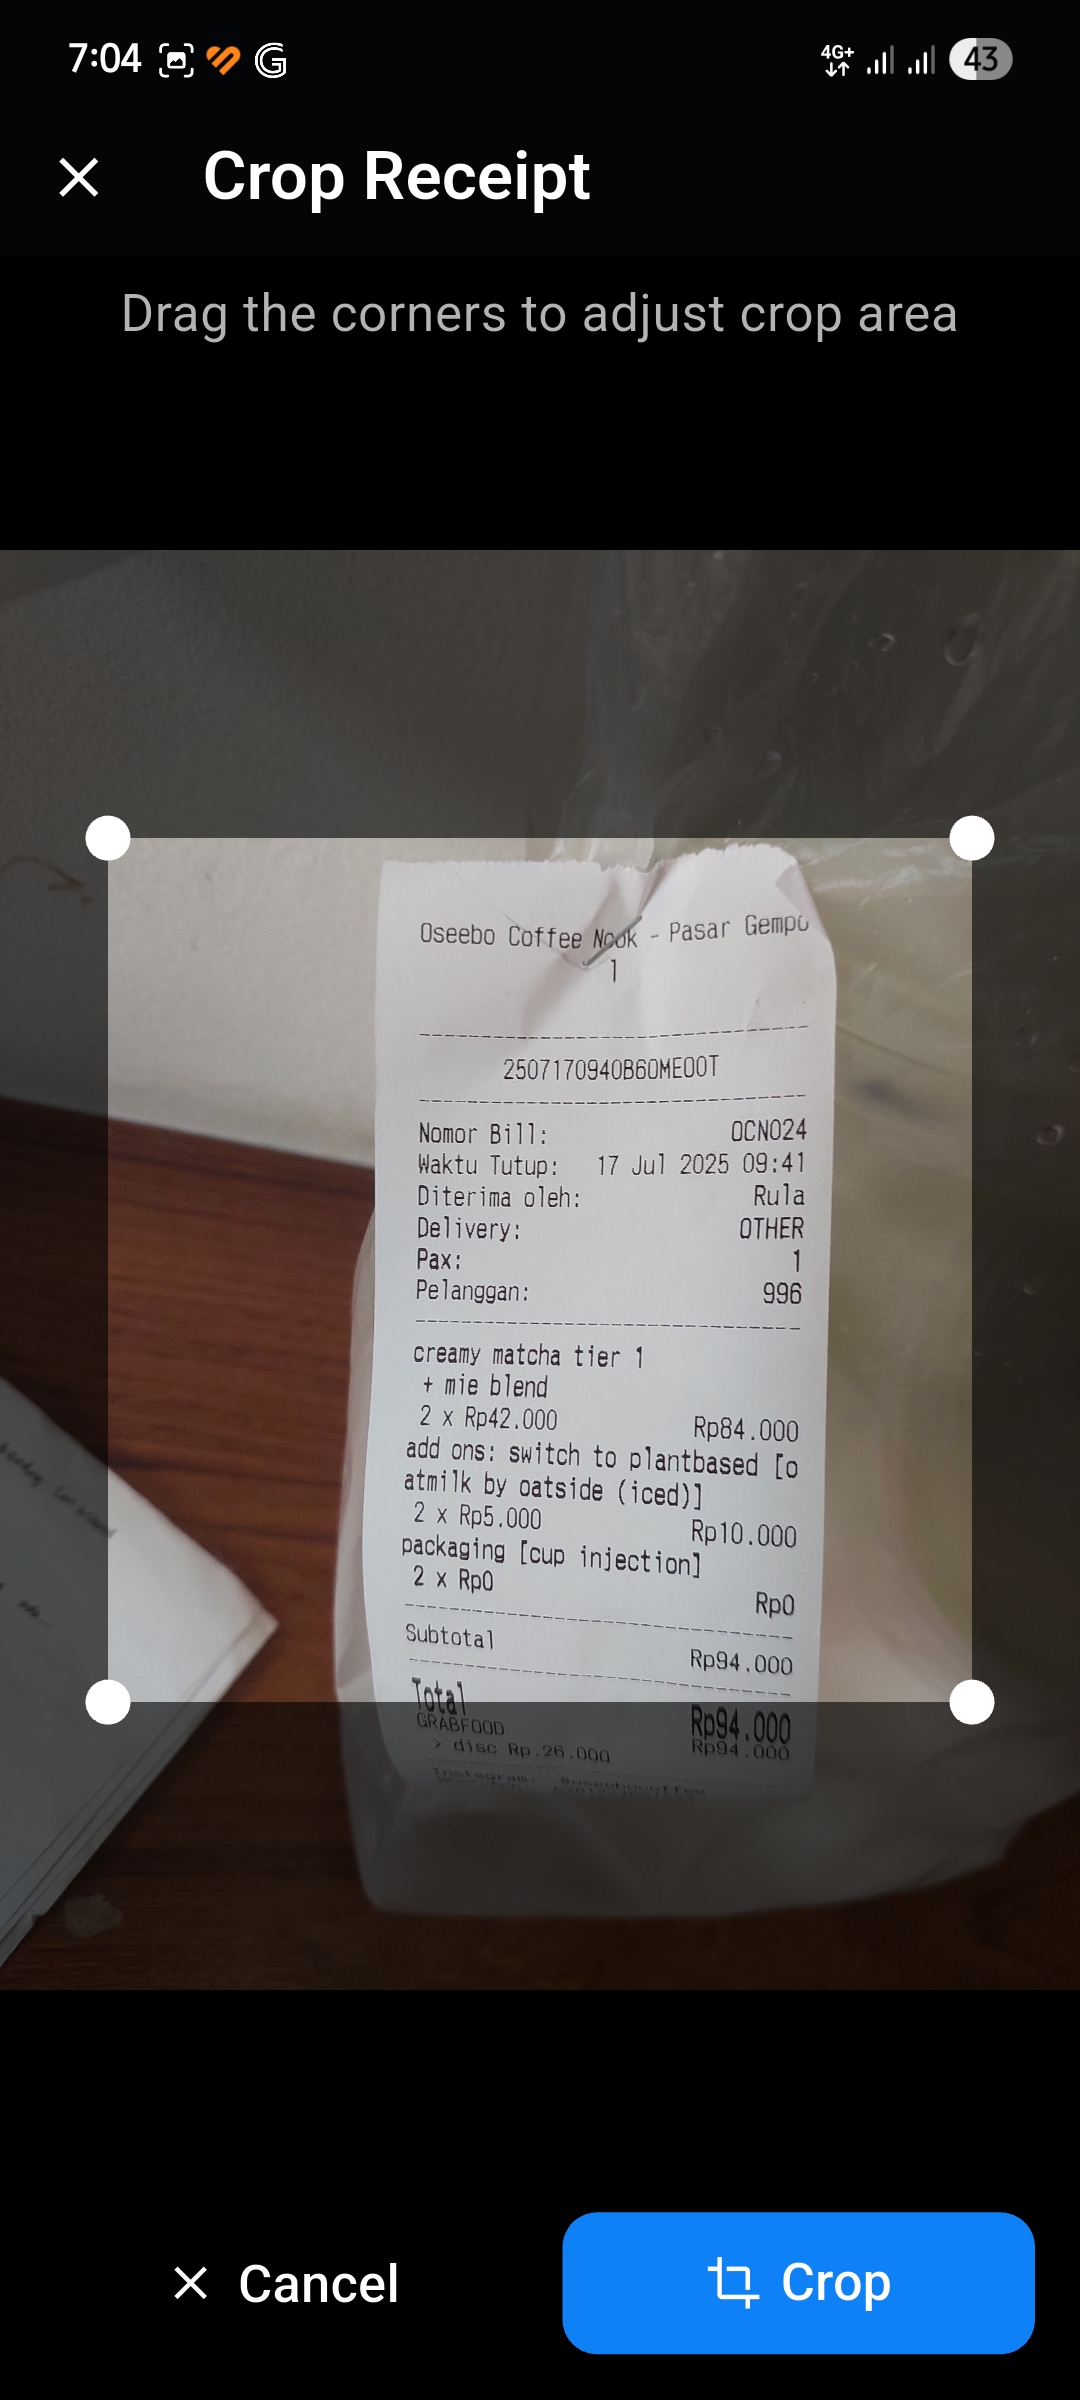 7:04
4G+
43
Crop Receipt
Drag the corners to adjust crop area
Oseebo Coffee Nook - Pasar Gempo
1
2507170940B60ME00T
Nomor Bill: OCN024
Waktu Tutup: 17 Jul 2025 09:41
Diterima oleh: Rula
Delivery: OTHER
Pax: 1
Pelanggan: 996
creamy matcha tier 1
+ mie blend
2 x Rp42.000 Rp84.000
add ons: switch to plantbased [o
atmilk by oatside (iced)]
2 x Rp5.000 Rp10.000
packaging [cup injection]
2 x Rp0 Rp0
Subtotal Rp94.000
Total Rp94.000
GRABFOOD Rp94.000
> disc Rp.26.000
Instagram: @oseebocoffee
Cancel
Crop